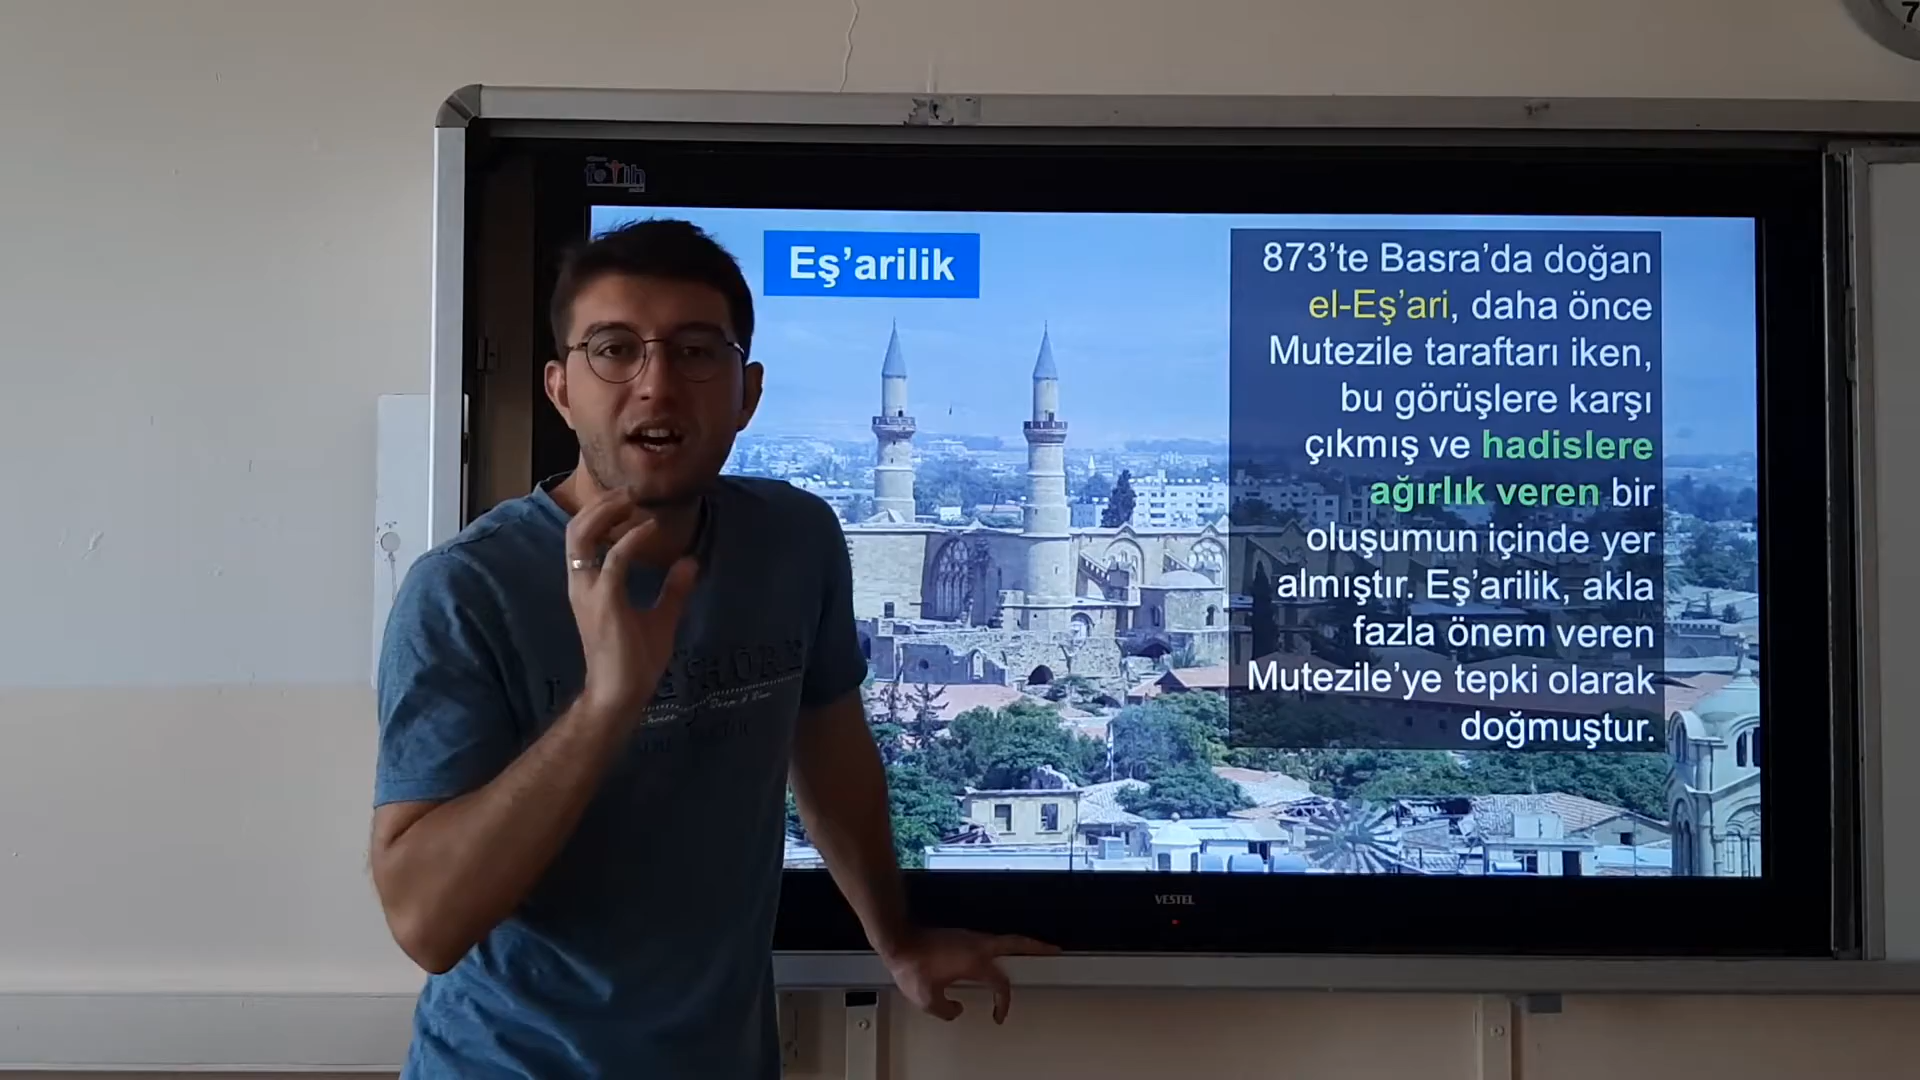 fatih
Eş’arilik
873’te Basra’da doğan
el-Eş’ari, daha önce
Mutezile taraftarı iken,
bu görüşlere karşı
çıkmış ve hadislere
ağırlık veren bir
oluşumun içinde yer
almıştır. Eş’arilik, akla
fazla önem veren
Mutezile’ye tepki olarak
doğmuştur.
VESTEL
7